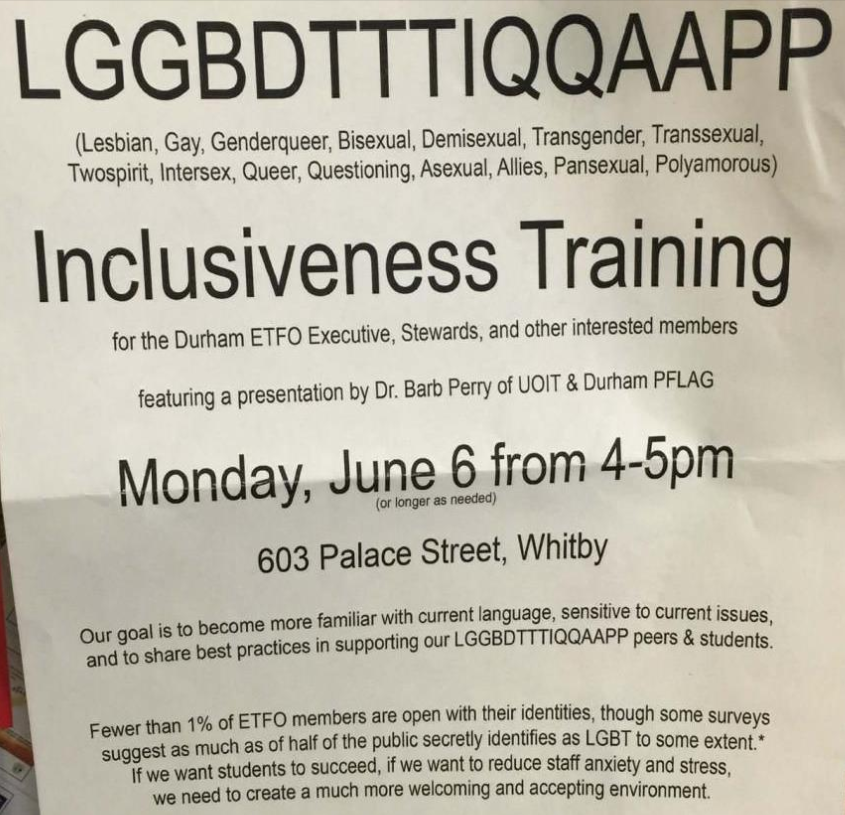 LGGBDTTTIQQAAPP
(Lesbian, Gay, Genderqueer, Bisexual, Demisexual, Transgender, Transsexual,
Twospirit, Intersex, Queer, Questioning, Asexual, Allies, Pansexual, Polyamorous)
Inclusiveness Training
for the Durham ETFO Executive, Stewards, and other interested members
featuring a presentation by Dr. Barb Perry of UOIT & Durham PFLAG
Monday, June 6 from 4-5pm
(or longer as needed)
603 Palace Street, Whitby
Our goal is to become more familiar with current language, sensitive to current issues,
and to share best practices in supporting our LGGBDTTTIQQAAPP peers & students.
Fewer than 1% of ETFO members are open with their identities, though some surveys
suggest as much as of half of the public secretly identifies as LGBT to some extent.*
If we want students to succeed, if we want to reduce staff anxiety and stress,
we need to create a much more welcoming and accepting environment.